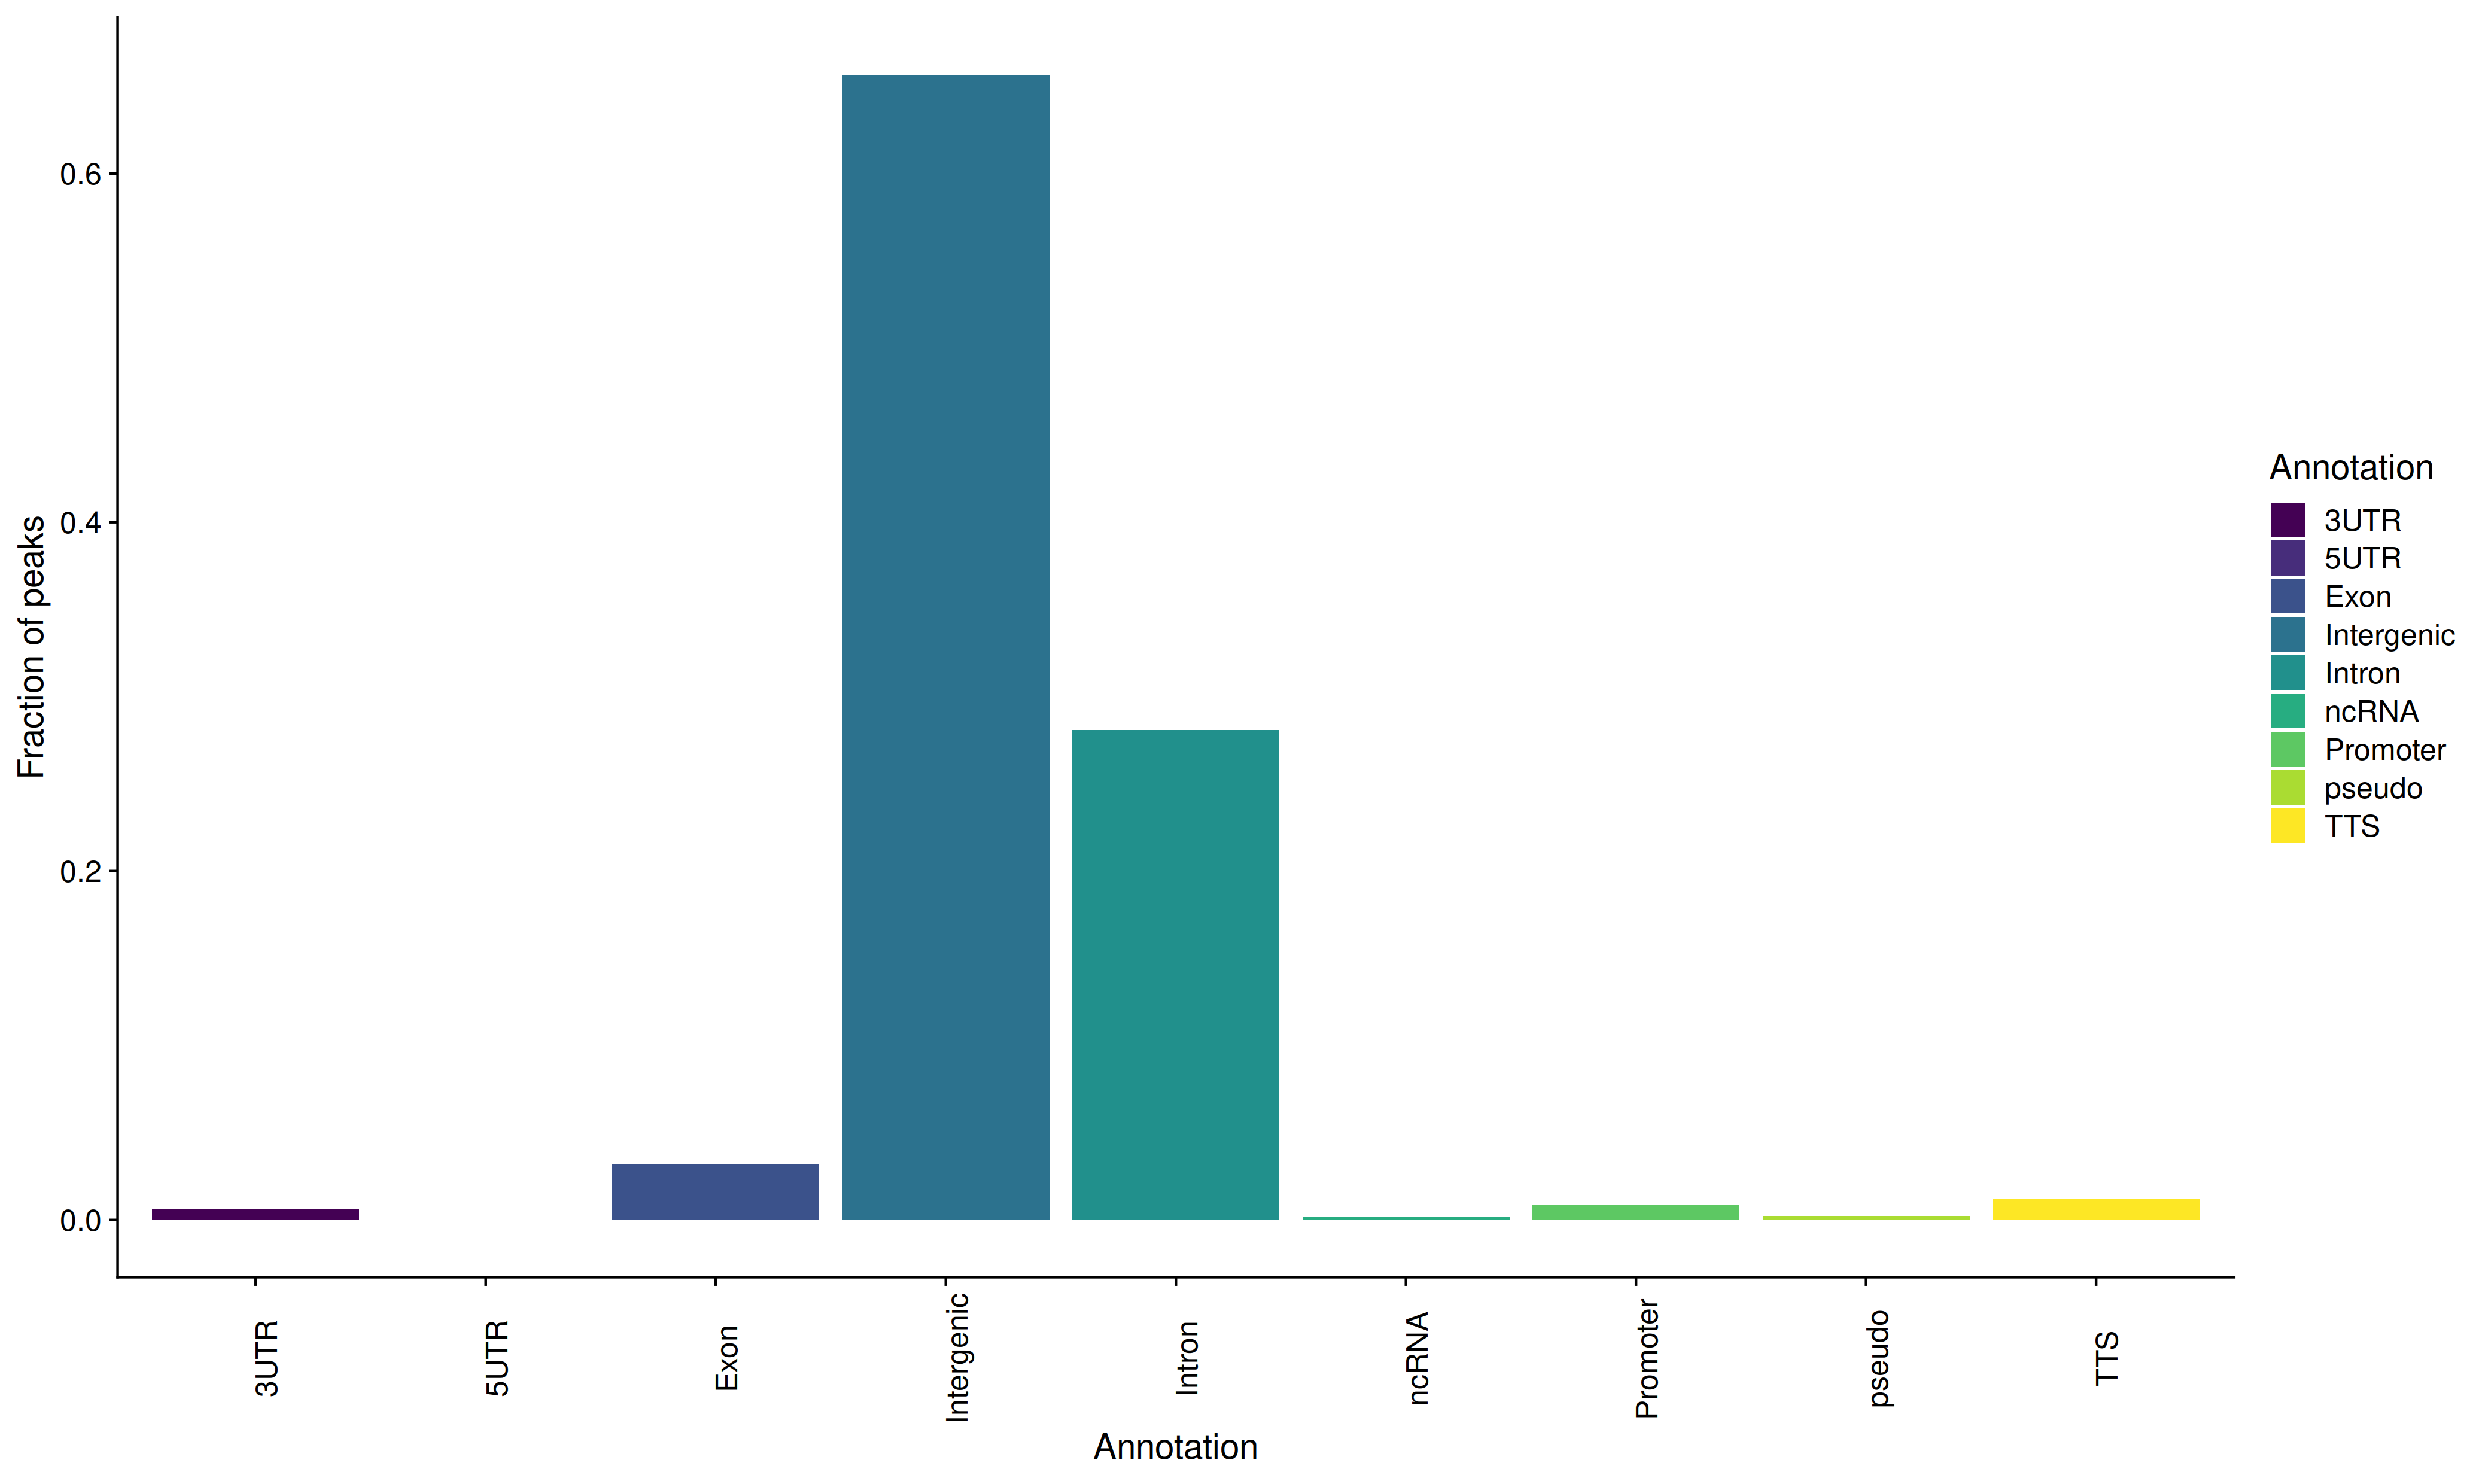 Fraction of peaks
0.6
0.4
0.2
0.0
3UTR
5UTR
Exon
Intergenic
Intron
ncRNA
Promoter
pseudo
TTS
Annotation
Annotation
3UTR
5UTR
Exon
Intergenic
Intron
ncRNA
Promoter
pseudo
TTS